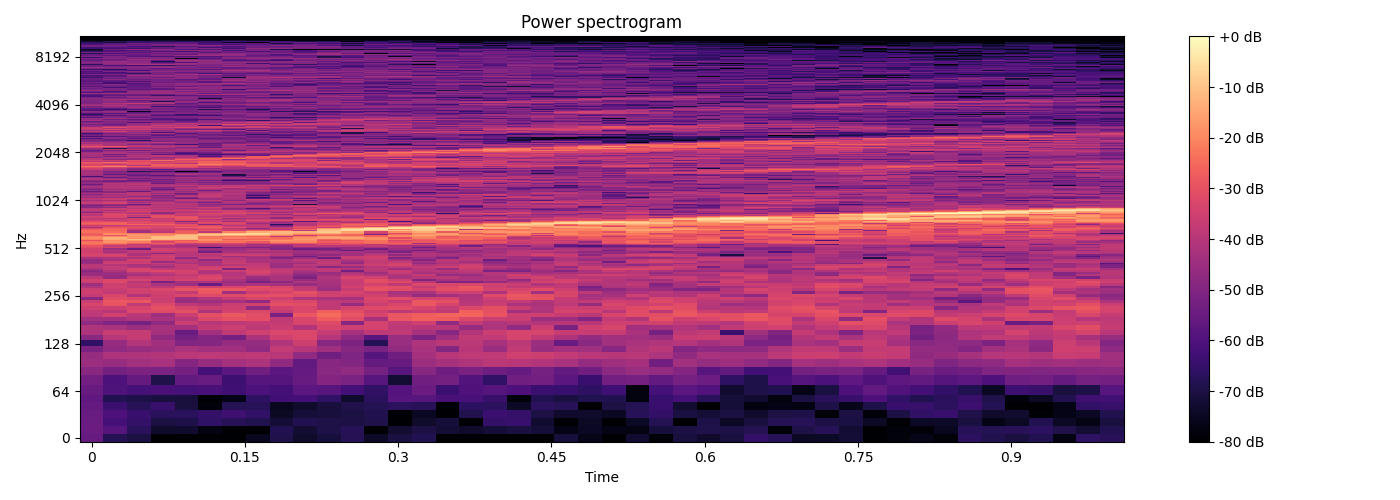 Power spectrogram
8192
4096
2048
1024
512
256
128
64
0
Hz
0 0.15 0.3 0.45 0.6 0.75 0.9
Time
+0 dB
-10 dB
-20 dB
-30 dB
-40 dB
-50 dB
-60 dB
-70 dB
-80 dB